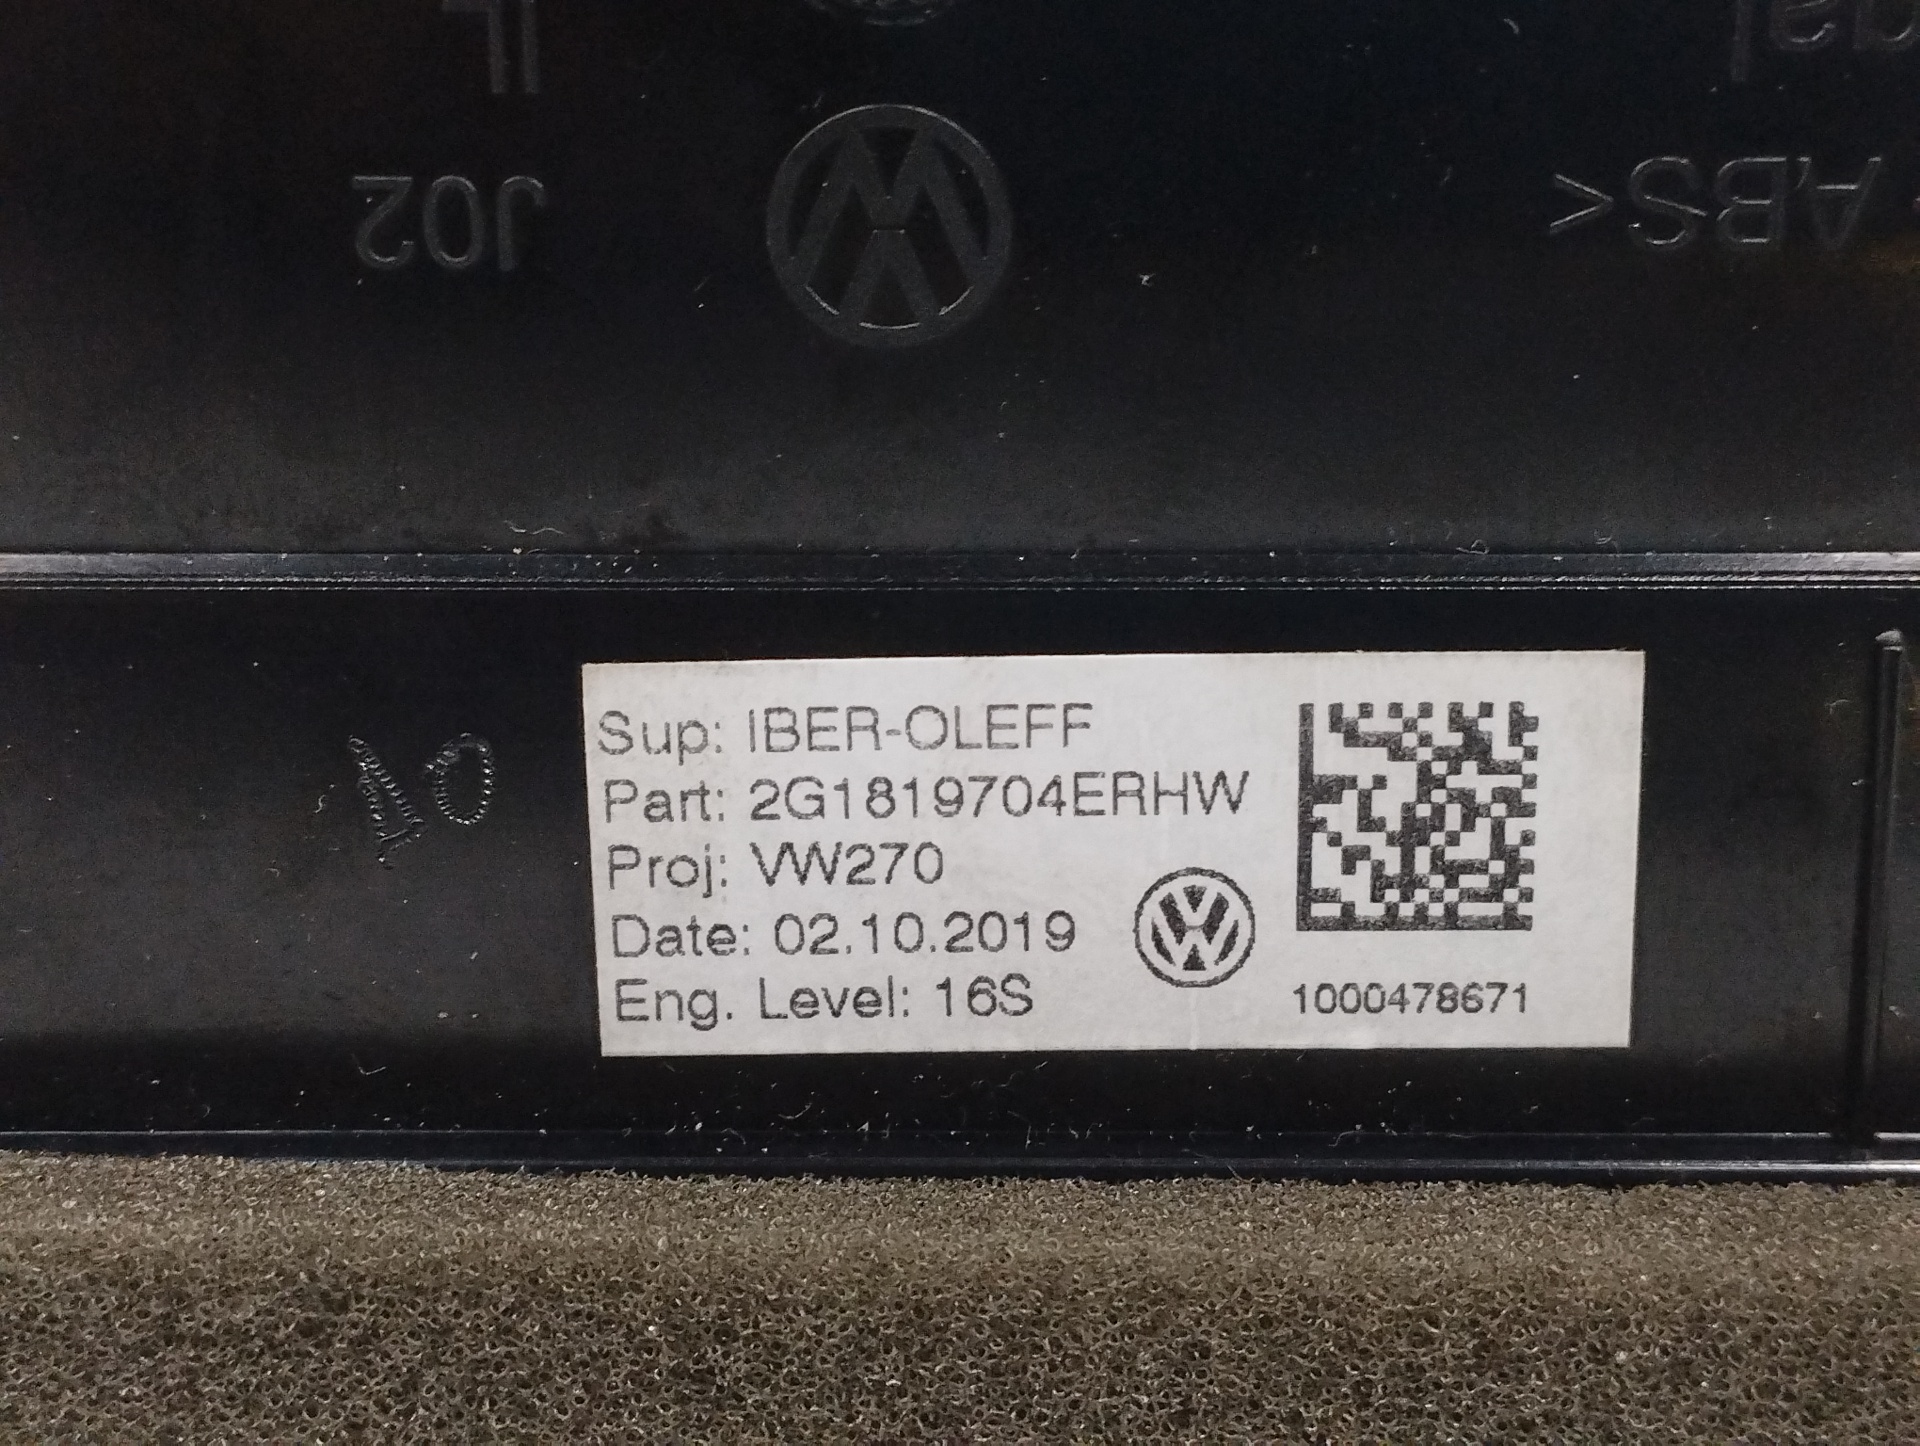 J02
ABS<
Sup: IBER-OLEFF
Part: 2G1819704ERHW
Proj: VW270
Date: 02.10.2019
Eng. Level: 16S
1000478671